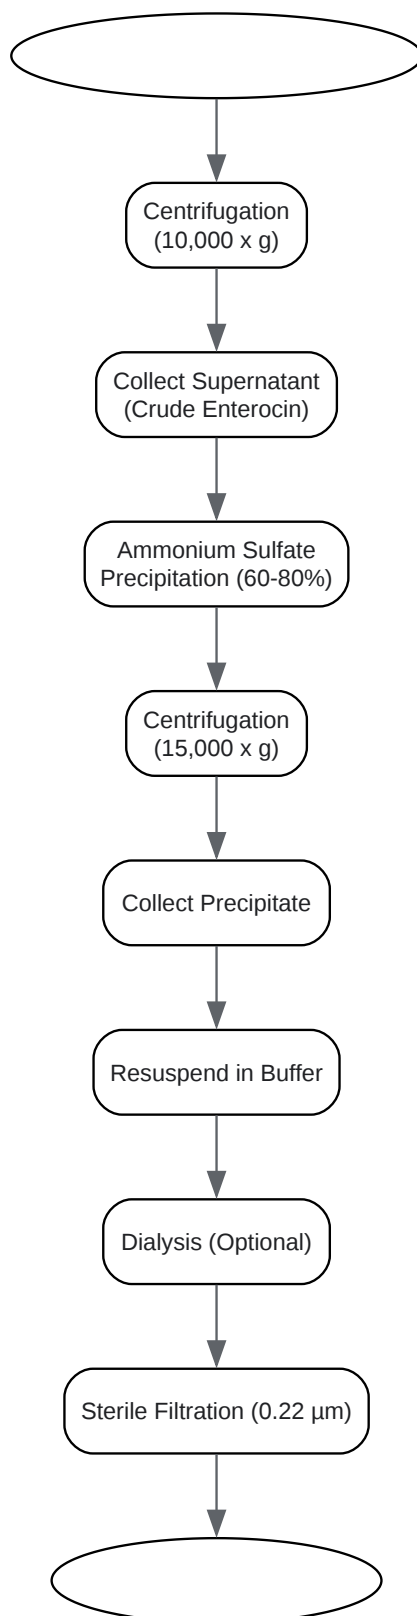 Centrifugation
(10,000 x g)
Collect Supernatant
(Crude Enterocin)
Ammonium Sulfate
Precipitation (60-80%)
Centrifugation
(15,000 x g)
Collect Precipitate
Resuspend in Buffer
Dialysis (Optional)
Sterile Filtration (0.22 µm)